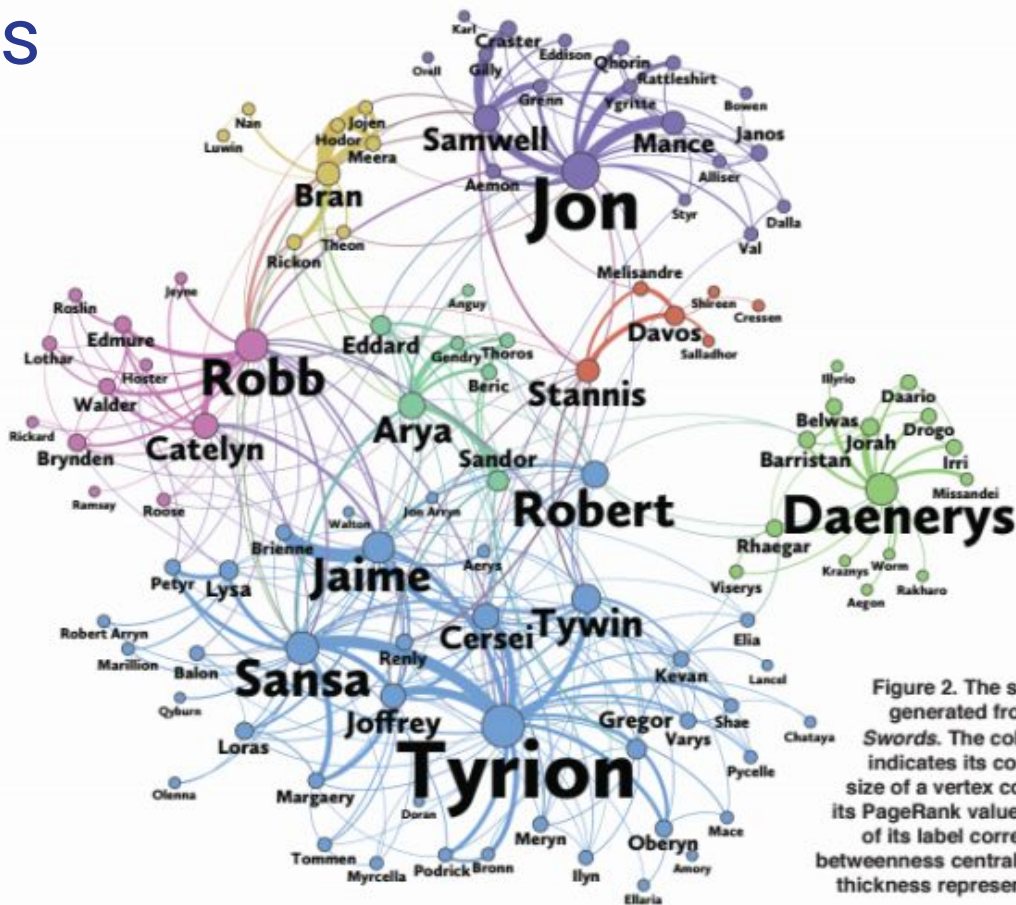 s
Karl
Craster
Eddison
Orell
Gilly
Qhorin
Rattleshirt
Grenn
Ygritte
Bowen
Nan
Jojen
Hodor
Luwin
Meera
Samwell
Mance
Janos
Bran
Aemon
Alliser
Jon
Styr
Dalla
Val
Theon
Rickon
Melisandre
Jeyne
Roslin
Anguy
Shireen
Cressen
Edmure
Eddard
Davos
Lothar
Gendry
Thoros
Salladhor
Hoster
Robb
Beric
Stannis
Walder
Illyrio
Daario
Rickard
Catelyn
Arya
Belwas
Jorah
Drogo
Brynden
Sandor
Barristan
Irri
Missandei
Ramsay
Roose
Jon Arryn
Robert
Daenerys
Walton
Brienne
Rhaegar
Jaime
Aerys
Kraznys
Worm
Petyr
Lysa
Viserys
Aegon
Rakharo
Robert Arryn
Cersei
Tywin
Elia
Marillion
Balon
Sansa
Renly
Kevan
Lancel
Qyburn
Joffrey
Gregor
Varys
Shae
Chataya
Loras
Tyrion
Pycelle
Olenna
Margaery
Doran
Meryn
Oberyn
Mace
Tommen
Myrcella
Podrick
Bronn
Ilyn
Amory
Ellaria
Figure 2. The s
generated fro
Swords. The col
indicates its co
size of a vertex co
its PageRank value
of its label corre
betweenness central
thickness represer